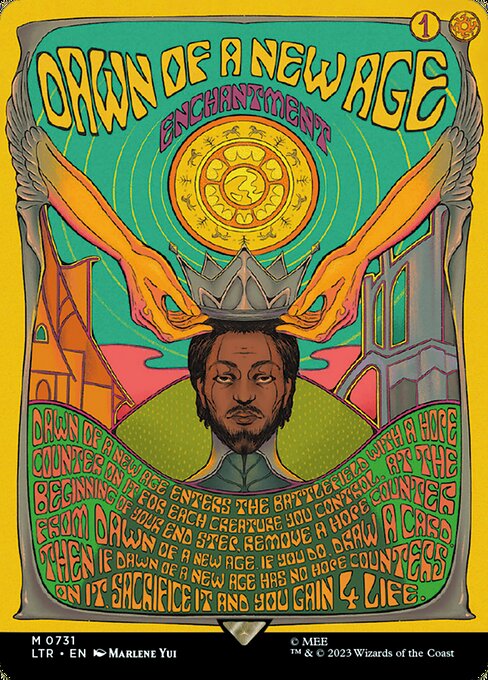 1
DAWN OF A NEW AGE
ENCHANTMENT
DAWN OF A NEW AGE ENTERS THE BATTLEFIELD WITH A HOPE
COUNTER ON IT FOR EACH CREATURE YOU CONTROL. AT THE
BEGINNING OF YOUR END STEP, REMOVE A HOPE COUNTER
FROM DAWN OF A NEW AGE. IF YOU DO, DRAW A CARD.
THEN IF DAWN OF A NEW AGE HAS NO HOPE COUNTERS
ON IT, SACRIFICE IT AND YOU GAIN 4 LIFE.
M 0731
LTR • EN Marlene Yui
© MEE
™ & © 2023 Wizards of the Coast